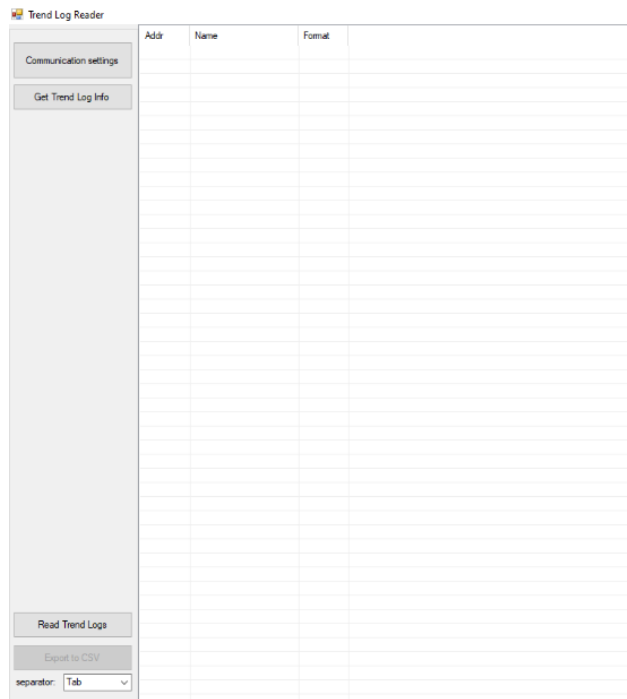 Trend Log Reader
Addr Name Format
Communication settings
Get Trend Log Info
Read Trend Logs
Export to CSV
separator: Tab